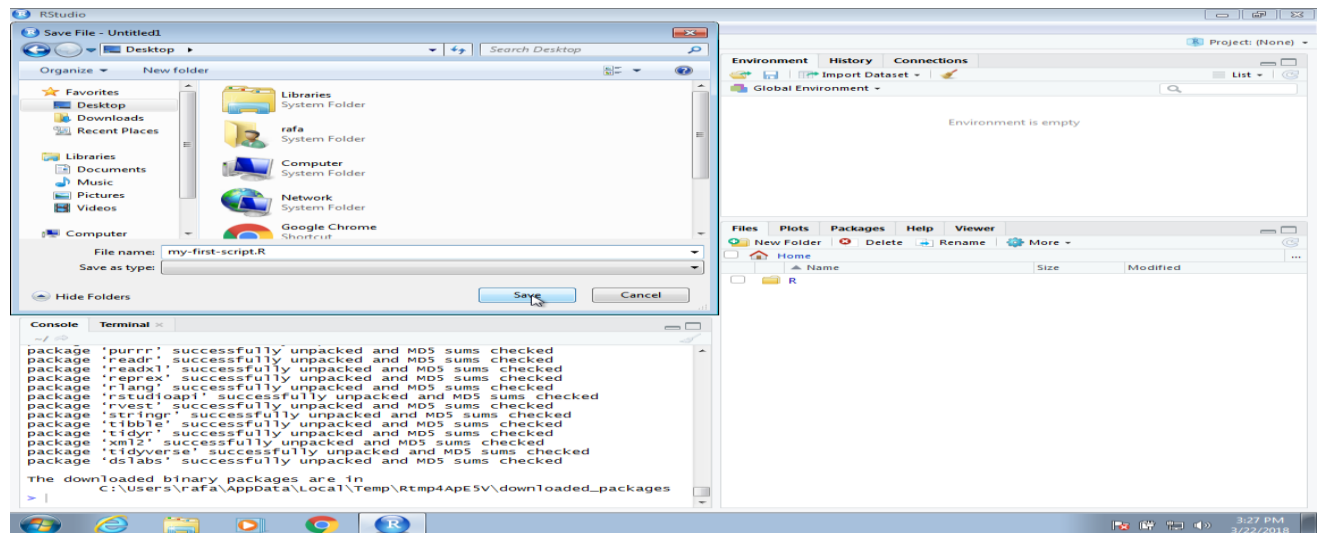 RStudio
Save File - Untitled1
Desktop
Search Desktop
Organize
New folder
Favorites
Desktop
Downloads
Recent Places
Libraries
Documents
Music
Pictures
Videos
Computer
Libraries
System Folder
rafa
System Folder
Computer
System Folder
Network
System Folder
Google Chrome
Shortcut
File name: my-first-script.R
Save as type:
Hide Folders
Save
Cancel
Project: (None)
Environment History Connections
Import Dataset
List
Global Environment
Environment is empty
Files Plots Packages Help Viewer
New Folder Delete Rename More
Home
Name Size Modified
R
Console Terminal
~/
package 'purrr' successfully unpacked and MD5 sums checked
package 'readr' successfully unpacked and MD5 sums checked
package 'readxl' successfully unpacked and MD5 sums checked
package 'reprex' successfully unpacked and MD5 sums checked
package 'rlang' successfully unpacked and MD5 sums checked
package 'rstudioapi' successfully unpacked and MD5 sums checked
package 'rvest' successfully unpacked and MD5 sums checked
package 'stringr' successfully unpacked and MD5 sums checked
package 'tibble' successfully unpacked and MD5 sums checked
package 'tidyr' successfully unpacked and MD5 sums checked
package 'xml2' successfully unpacked and MD5 sums checked
package 'tidyverse' successfully unpacked and MD5 sums checked
package 'dslabs' successfully unpacked and MD5 sums checked
The downloaded binary packages are in
C:\Users\rafa\AppData\Local\Temp\Rtmp4ApE5V\downloaded_packages
>
R
3:27 PM
3/22/2018